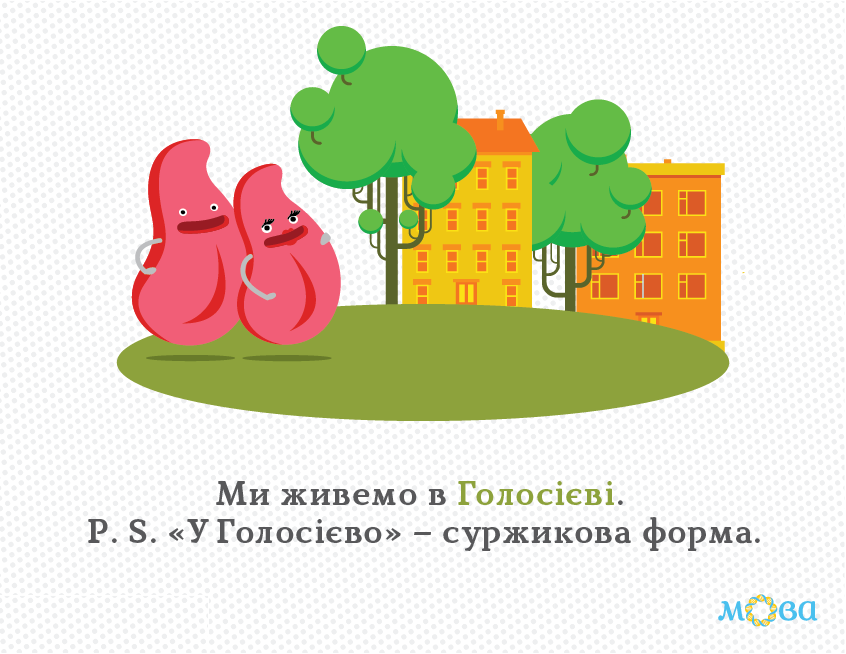 Ми живемо в Голосієві.
P. S. «У Голосієво» – суржикова форма.
мова